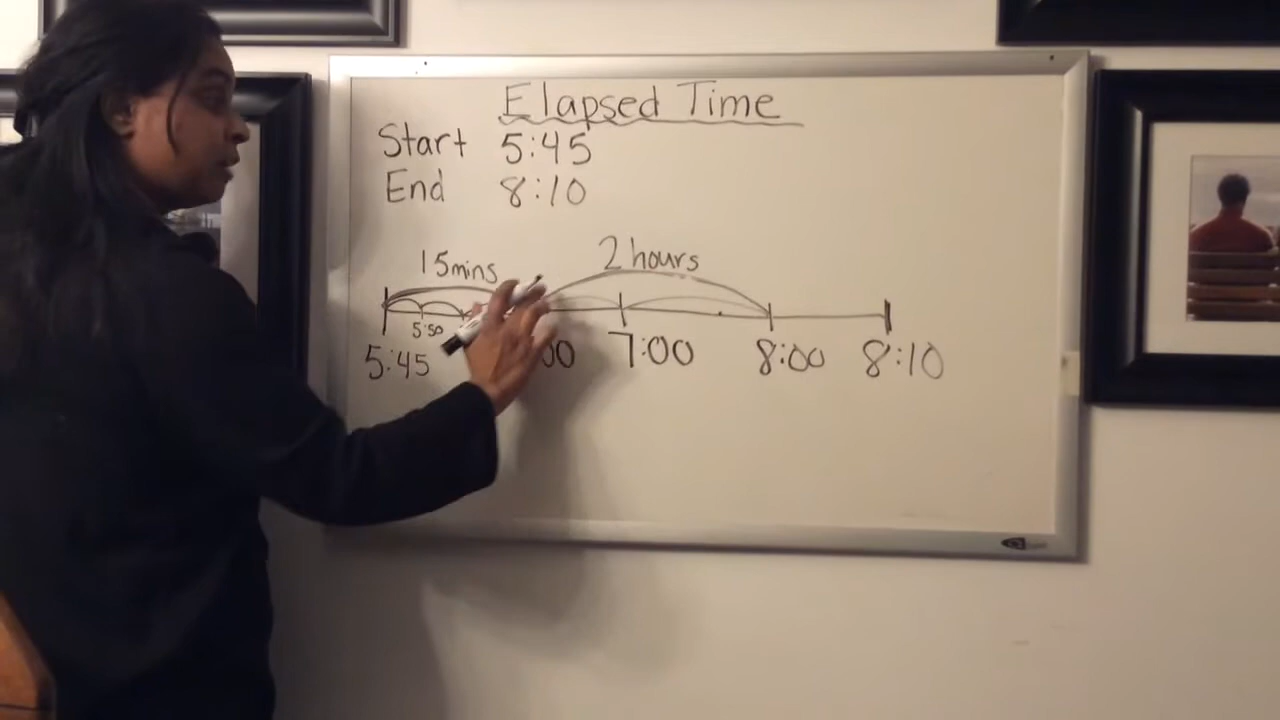 Elapsed Time
Start 5:45
End 8:10
15mins 2 hours
5:50
5:45 00 7:00 8:00 8:10